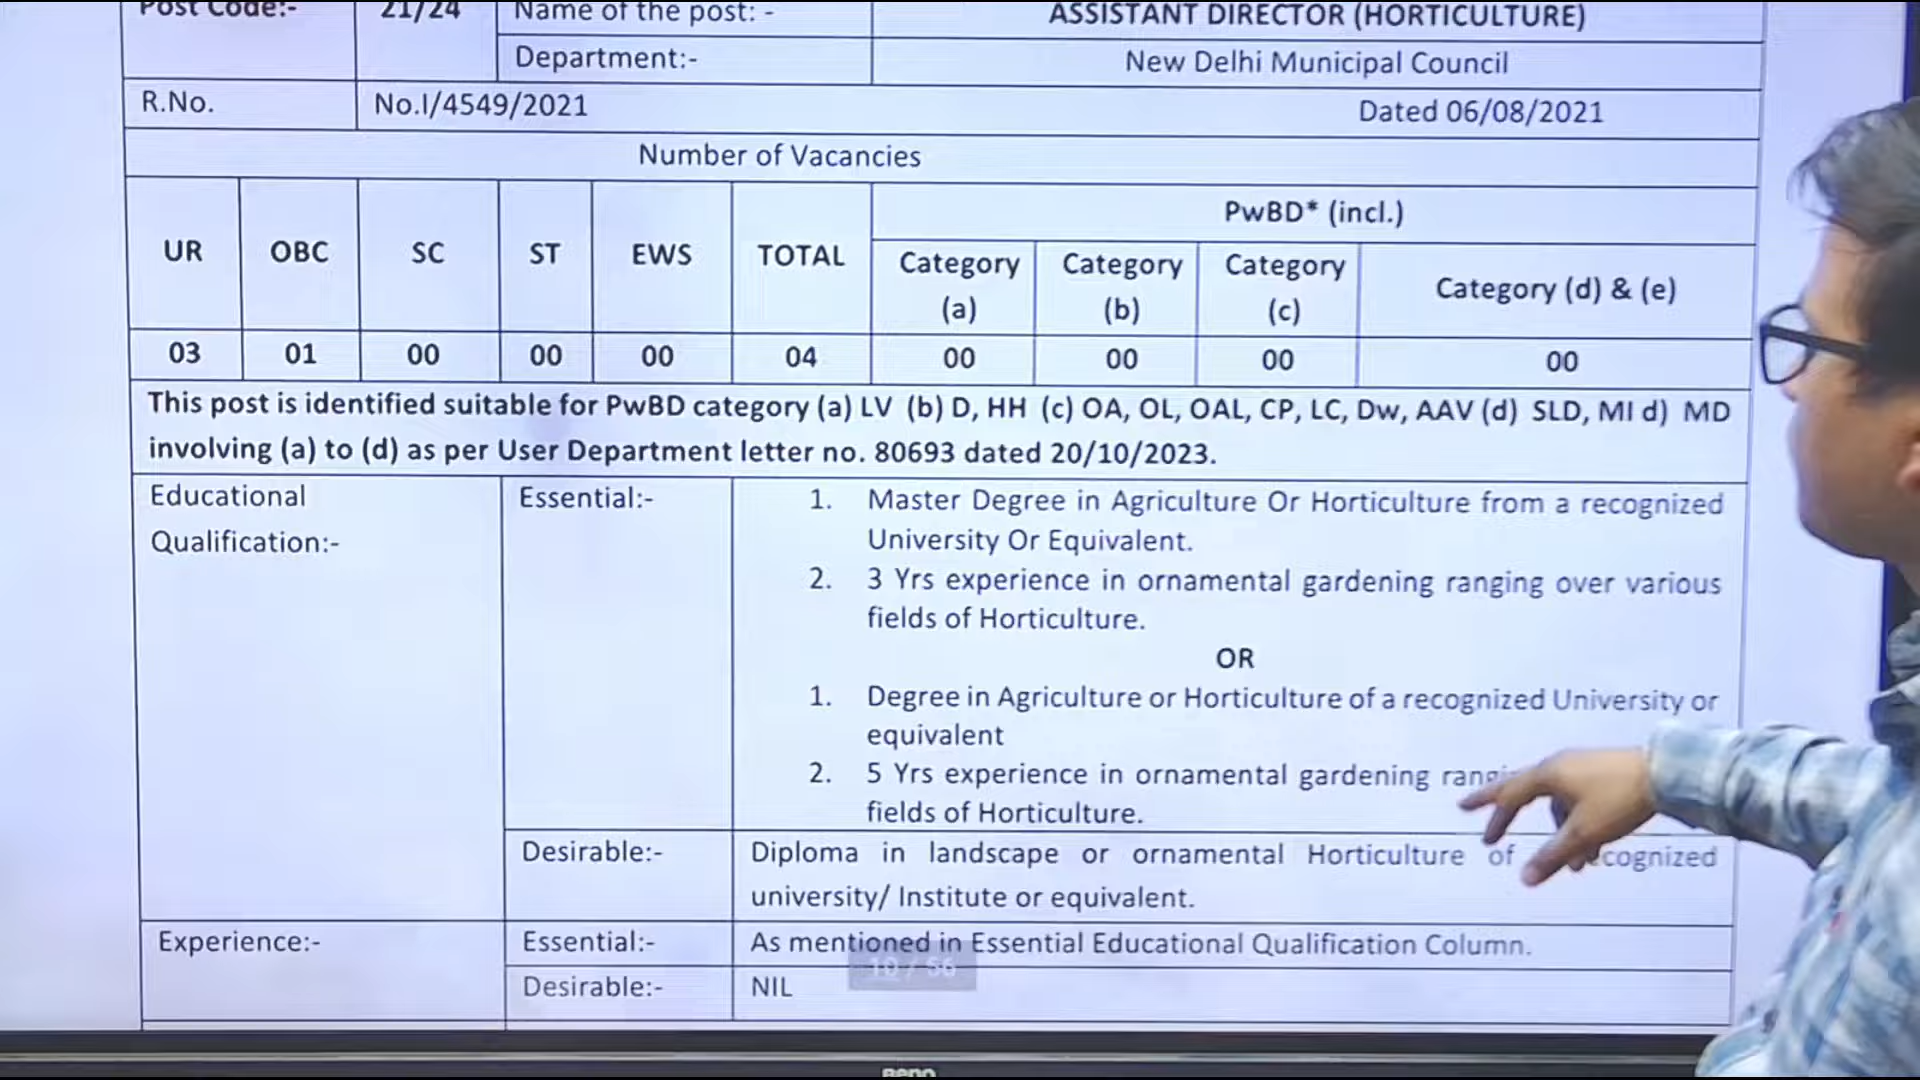 Post Code:- 21/24 Name of the post: - ASSISTANT DIRECTOR (HORTICULTURE)
Department:- New Delhi Municipal Council
R.No. No.I/4549/2021 Dated 06/08/2021
Number of Vacancies
UR OBC SC ST EWS TOTAL PwBD* (incl.)
Category (a) Category (b) Category (c) Category (d) & (e)
03 01 00 00 00 04 00 00 00 00
This post is identified suitable for PwBD category (a) LV (b) D, HH (c) OA, OL, OAL, CP, LC, Dw, AAV (d) SLD, MI d) MD
involving (a) to (d) as per User Department letter no. 80693 dated 20/10/2023.
Educational
Qualification:-
Essential:-
1. Master Degree in Agriculture Or Horticulture from a recognized
University Or Equivalent.
2. 3 Yrs experience in ornamental gardening ranging over various
fields of Horticulture.
OR
1. Degree in Agriculture or Horticulture of a recognized University or
equivalent
2. 5 Yrs experience in ornamental gardening
fields of Horticulture.
Desirable:- Diploma in landscape or ornamental Horticulture of
university/ Institute or equivalent.
Experience:- Essential:- As mentioned in Essential Educational Qualification Column.
10 / 56
Desirable:- NIL
BenQ